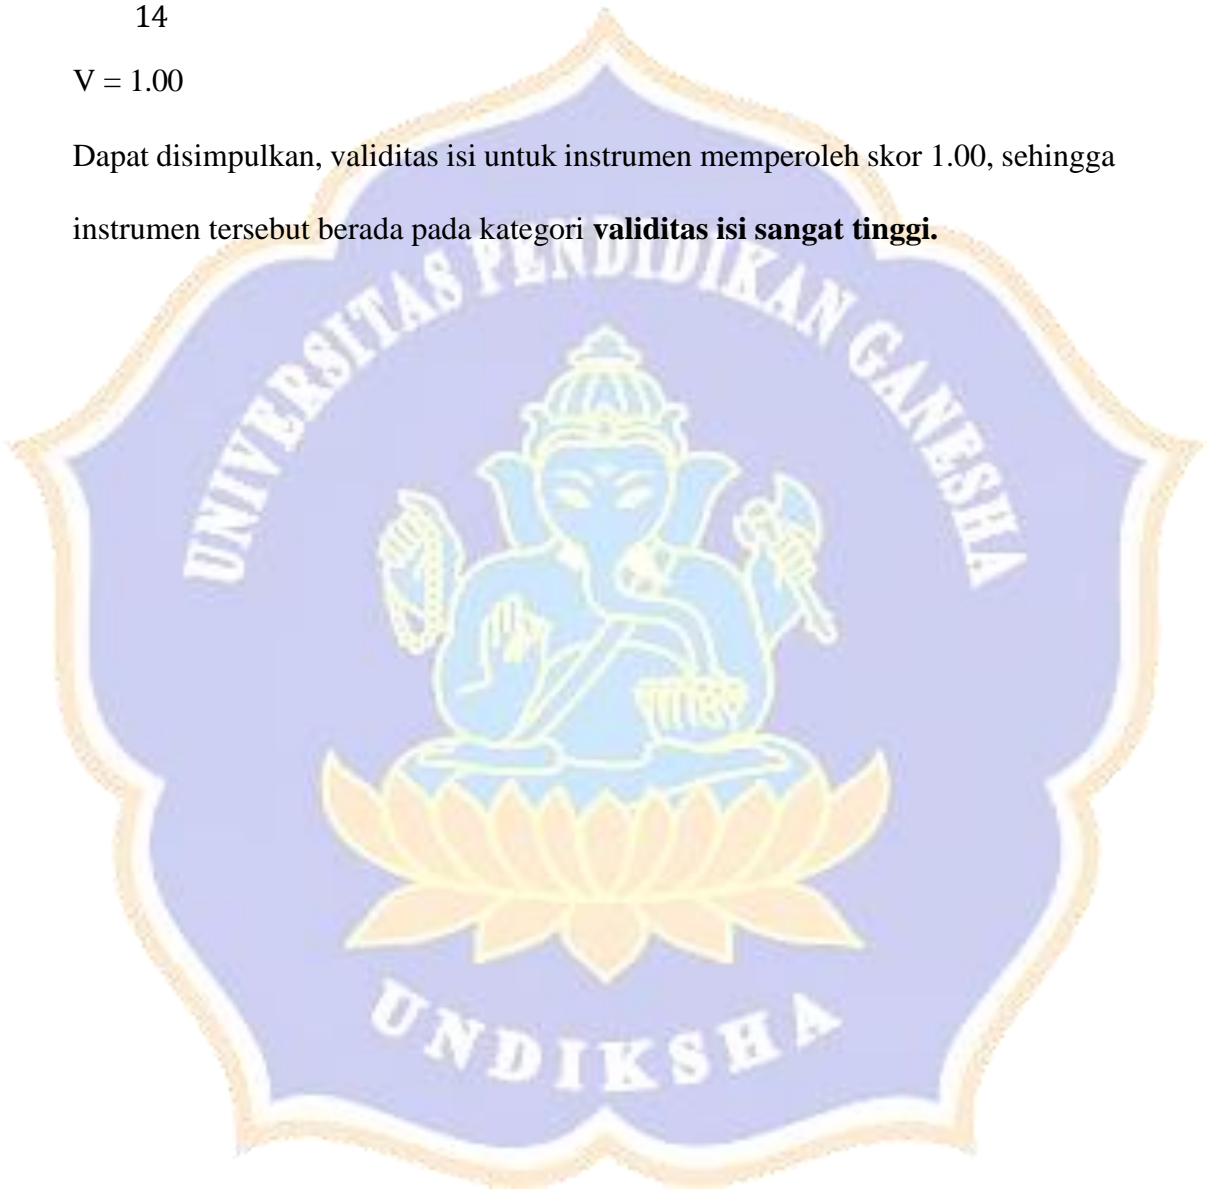 14
V = 1.00
Dapat disimpulkan, validitas isi untuk instrumen memperoleh skor 1.00, sehingga
instrumen tersebut berada pada kategori validitas isi sangat tinggi.
UNIVERSITAS PENDIDIKAN GANESHA
UNDIKSHA